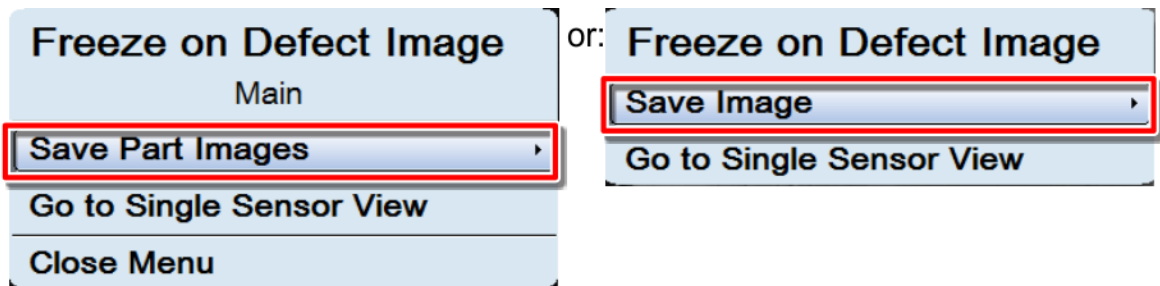 Freeze on Defect Image
Main
Save Part Images
Go to Single Sensor View
Close Menu
or:
Freeze on Defect Image
Save Image
Go to Single Sensor View